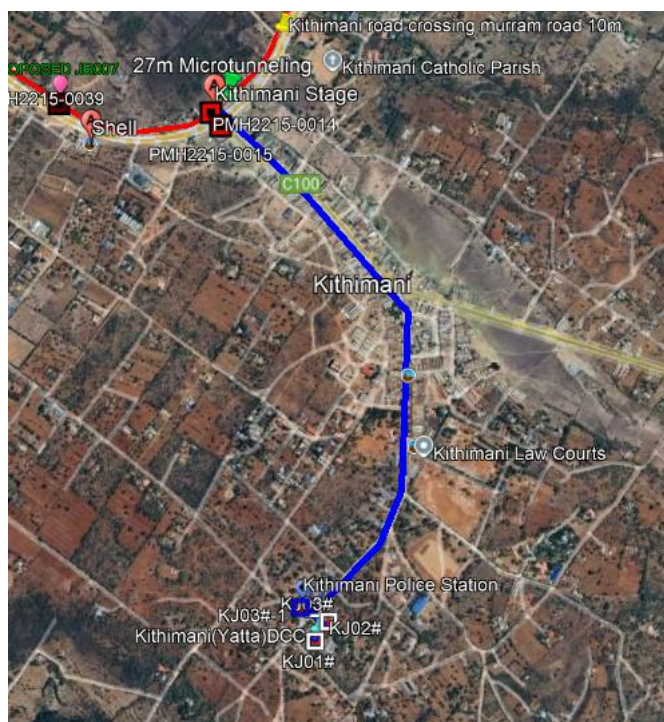 Kithimani road crossing murram road 10m
27m Microtunneling
Kithimani Catholic Parish
OPOSED JB007
Kithimani Stage
H2215-0039
Shell
PMH2215-0014
PMH2215-0015
C100
Kithimani
Kithimani Law Courts
Kithimani Police Station
KJ03#
KJ03#-1
KJ02#
Kithimani(Yatta)DCC
KJ01#